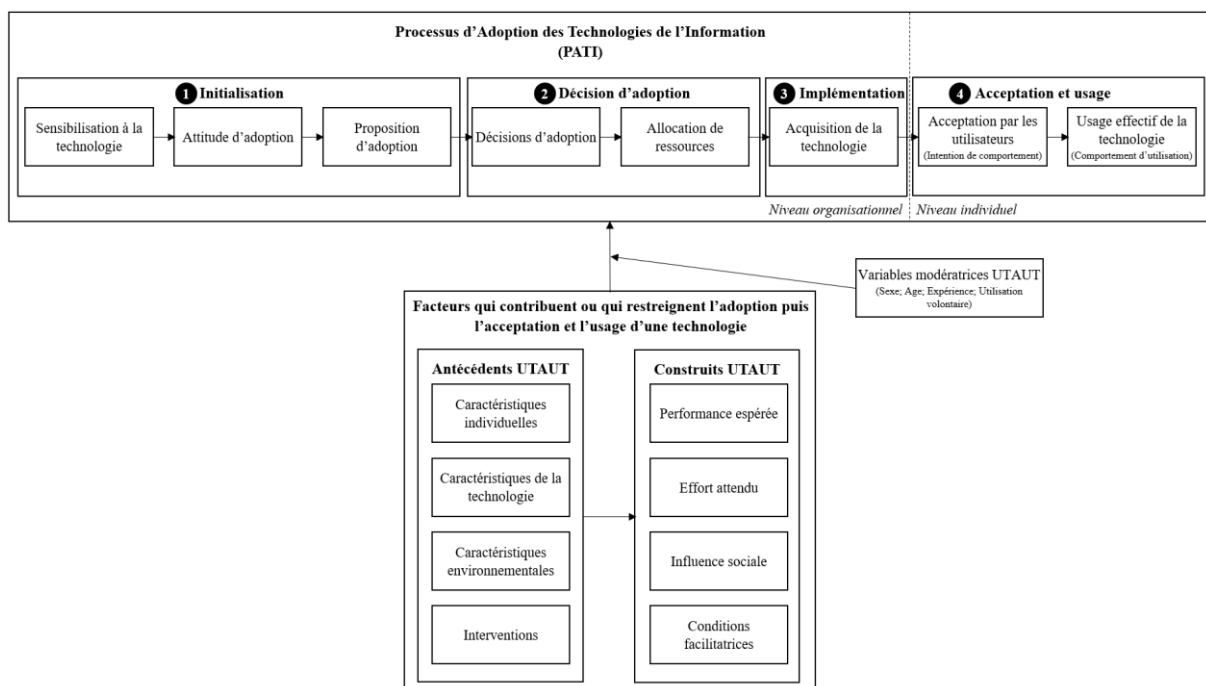 Processus d'Adoption des Technologies de l'Information
(PATI)
1 Initialisation
Sensibilisation à la
technologie
Attitude d'adoption
Proposition
d'adoption
2 Décision d'adoption
Décisions d'adoption
Allocation de
ressources
3 Implémentation
Acquisition de la
technologie
4 Acceptation et usage
Acceptation par les
utilisateurs
(Intention de comportement)
Usage effectif de la
technologie
(Comportement d'utilisation)
Niveau organisationnel
Niveau individuel
Variables modératrices UTAUT
(Sexe; Age; Expérience; Utilisation
volontaire)
Facteurs qui contribuent ou qui restreignent l'adoption puis
l'acceptation et l'usage d'une technologie
Antécédents UTAUT
Caractéristiques
individuelles
Caractéristiques de la
technologie
Caractéristiques
environnementales
Interventions
Construits UTAUT
Performance espérée
Effort attendu
Influence sociale
Conditions
facilitatrices